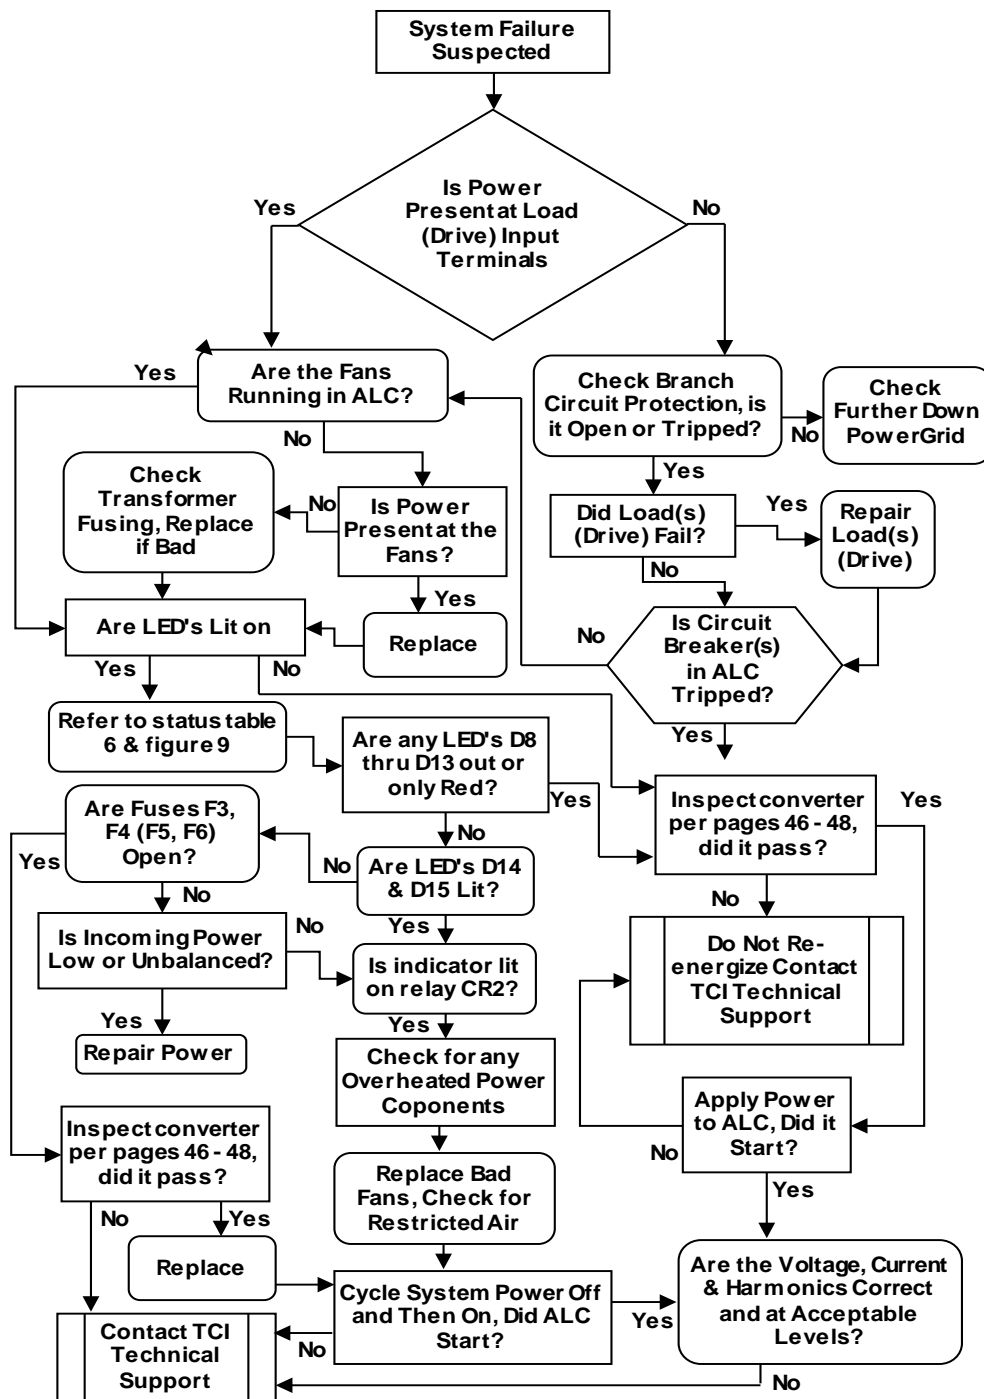 System Failure
Suspected
Is Power
Present at Load
(Drive) Input
Terminals
Yes
No
Are the Fans
Running in ALC?
Yes
No
Check Branch
Circuit Protection, is
it Open or Tripped?
No
Yes
Check
Further Down
Power Grid
Check
Transformer
Fusing, Replace
if Bad
No
Is Power
Present at the
Fans?
Yes
Did Load(s)
(Drive) Fail?
Yes
No
Repair
Load(s)
(Drive)
Are LED's Lit on
Yes
No
Replace
No
Is Circuit
Breaker(s)
in ALC
Tripped?
Yes
Refer to status table
6 & figure 9
Are any LED's D8
thru D13 out or
only Red?
Yes
No
Inspect converter
per pages 46 - 48,
did it pass?
Yes
No
Are Fuses F3,
F4 (F5, F6)
Open?
Yes
No
No
Are LED's D14
& D15 Lit?
Yes
Is Incoming Power
Low or Unbalanced?
No
Yes
Is indicator lit
on relay CR2?
Yes
Do Not Re-
energize Contact
TCI Technical
Support
Repair Power
Check for any
Overheated Power
Coponents
Apply Power
to ALC, Did it
Start?
No
Yes
Inspect converter
per pages 46 - 48,
did it pass?
No
Yes
Replace Bad
Fans, Check for
Restricted Air
Replace
Cycle System Power Off
and Then On, Did ALC
Start?
Yes
No
Are the Voltage, Current
& Harmonics Correct
and at Acceptable
Levels?
No
Contact TCI
Technical
Support